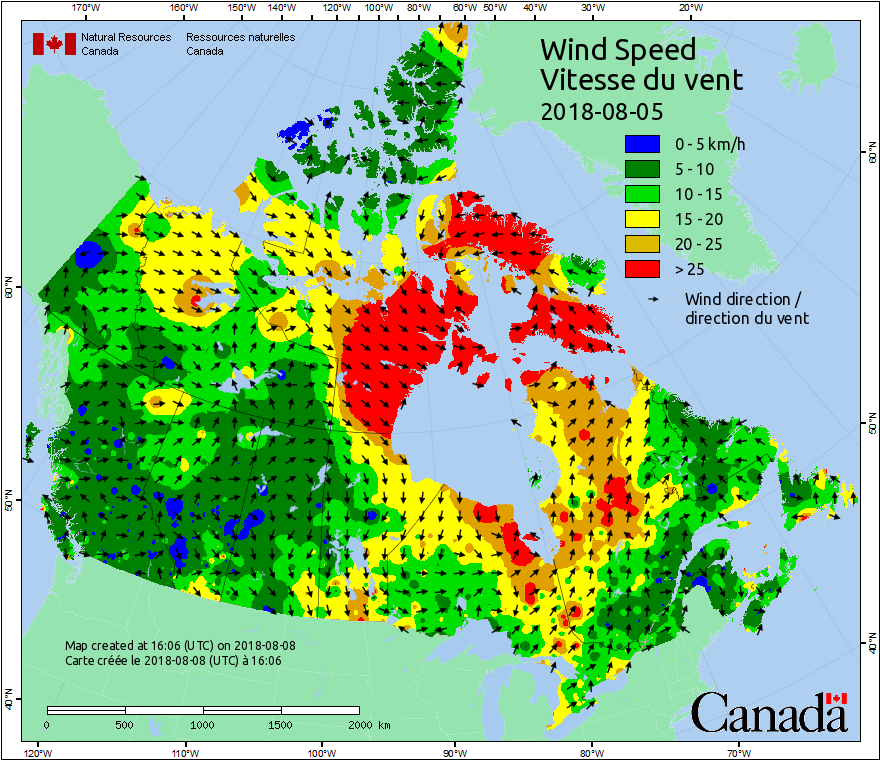 170°W 160°W 150°W 140°W 120°W 100°W 80°W 60°W 50°W 40°W 30°W 20°W
Natural Resources Ressources naturelles
Canada Canada
Wind Speed
Vitesse du vent
2018-08-05
0 - 5 km/h
5 - 10
10 - 15
15 - 20
20 - 25
> 25
Wind direction /
direction du vent
60°N
60°N
50°N
50°N
40°N
40°N
Map created at 16:06 (UTC) on 2018-08-08
Carte créée le 2018-08-08 (UTC) à 16:06
0 500 1000 1500 2000 km
Canada
120°W 110°W 100°W 90°W 80°W 70°W